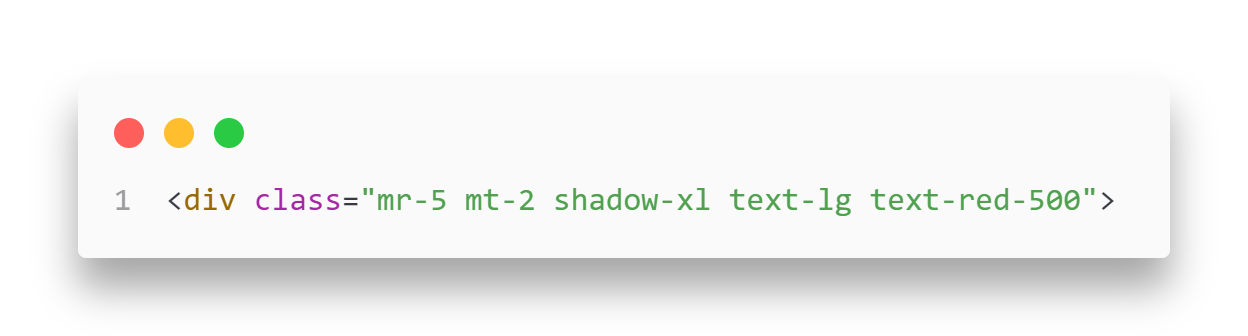 1 <div class="mr-5 mt-2 shadow-xl text-lg text-red-500">